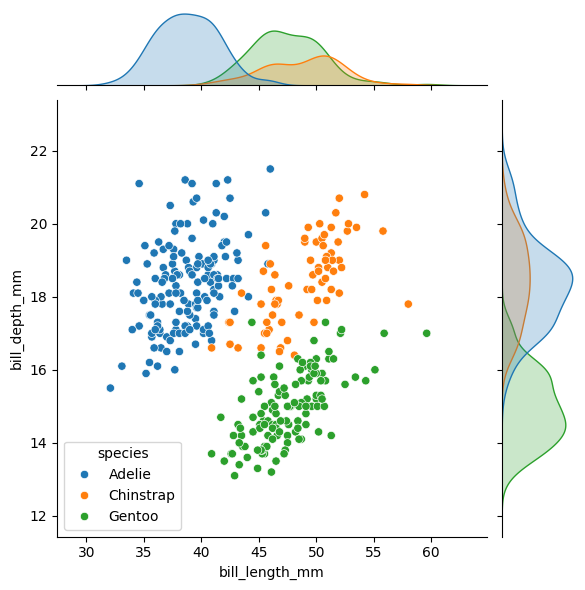 22
20
18
16
14
12
bill_depth_mm
species
Adelie
Chinstrap
Gentoo
30 35 40 45 50 55 60
bill_length_mm